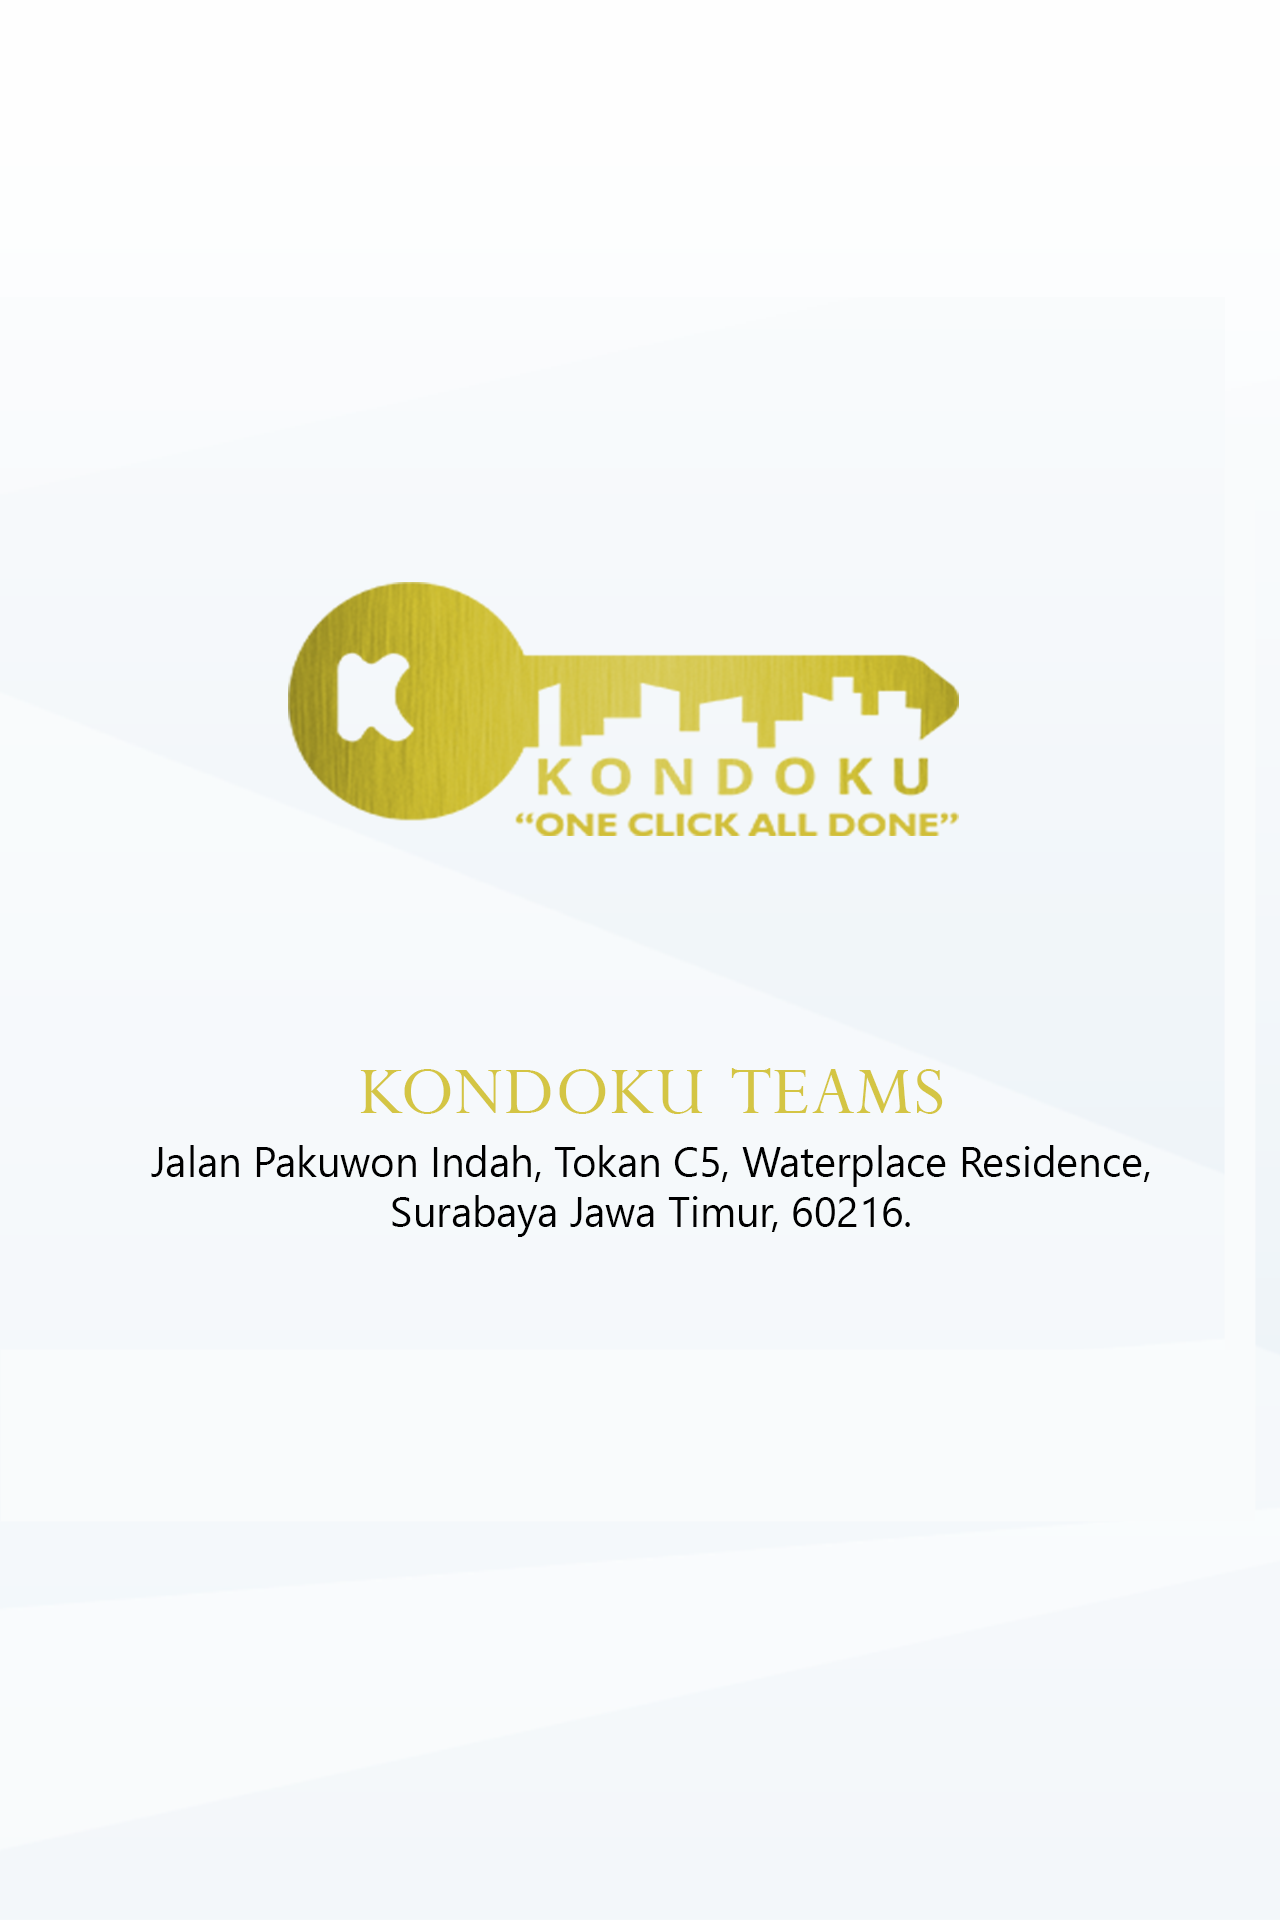 K
KONDOKU
“ONE CLICK ALL DONE”
KONDOKU TEAMS
Jalan Pakuwon Indah, Tokan C5, Waterplace Residence,
Surabaya Jawa Timur, 60216.